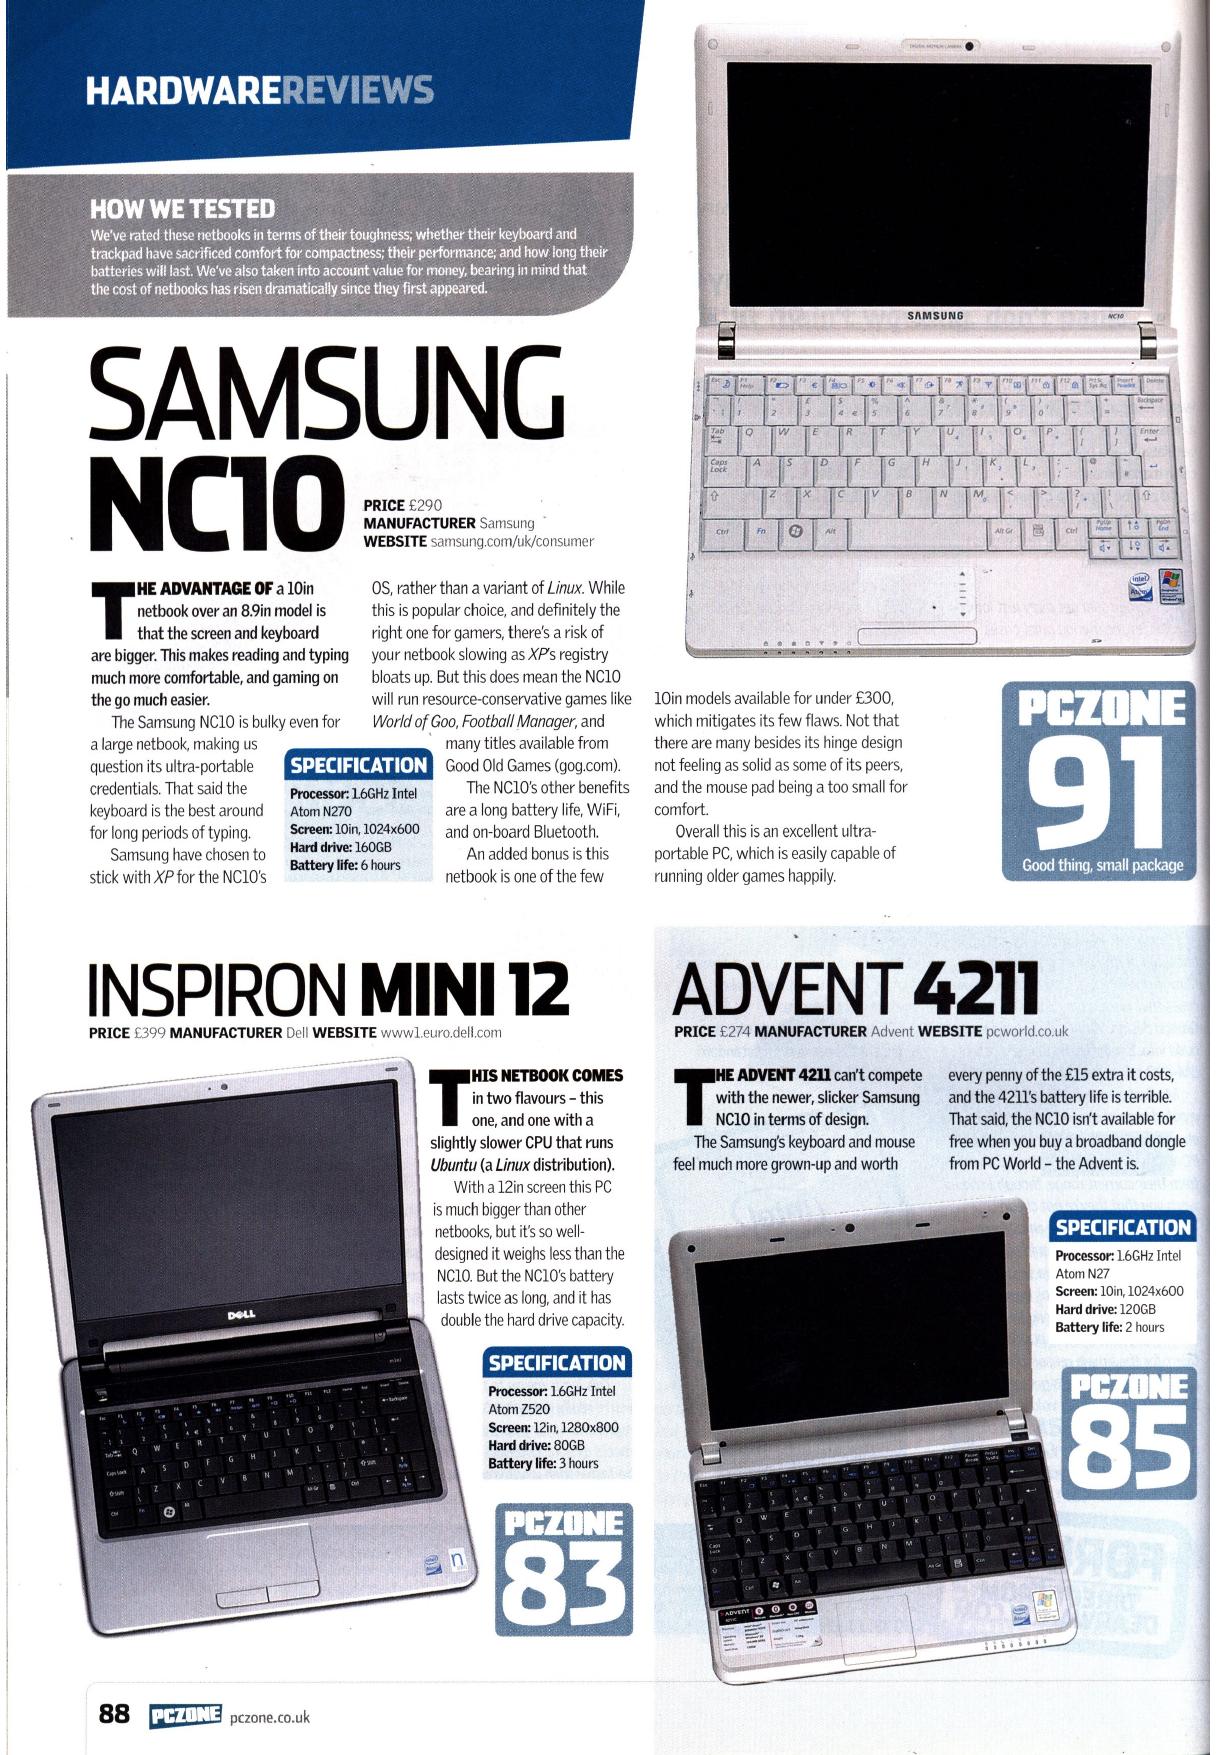 HARDWAREREVIEWS
HOW WE TESTED
We've rated these netbooks in terms of their toughness; whether their keyboard and
trackpad have sacrificed comfort for compactness; their performance; and how long their
batteries will last. We've also taken into account value for money, bearing in mind that
the cost of netbooks has risen dramatically since they first appeared.
SAMSUNG
NC10
PRICE £290
MANUFACTURER Samsung
WEBSITE samsung.com/uk/consumer
THE ADVANTAGE OF a 10in
netbook over an 8.9in model is
that the screen and keyboard
are bigger. This makes reading and typing
much more comfortable, and gaming on
the go much easier.
The Samsung NC10 is bulky even for
a large netbook, making us
question its ultra-portable
credentials. That said the
keyboard is the best around
for long periods of typing.
Samsung have chosen to
stick with XP for the NC10's
OS, rather than a variant of Linux. While
this is popular choice, and definitely the
right one for gamers, there's a risk of
your netbook slowing as XP's registry
bloats up. But this does mean the NC10
will run resource-conservative games like
World of Goo, Football Manager, and
many titles available from
Good Old Games (gog.com).
The NC10's other benefits
are a long battery life, WiFi,
and on-board Bluetooth.
An added bonus is this
netbook is one of the few
10in models available for under £300,
which mitigates its few flaws. Not that
there are many besides its hinge design
not feeling as solid as some of its peers,
and the mouse pad being a too small for
comfort.
Overall this is an excellent ultra-
portable PC, which is easily capable of
running older games happily.
SPECIFICATION
Processor: 1.6GHz Intel
Atom N270
Screen: 10in, 1024x600
Hard drive: 160GB
Battery life: 6 hours
SAMSUNG
NC10
PCZONE
91
Good thing, small package
INSPIRON MINI 12
PRICE £399 MANUFACTURER Dell WEBSITE www1.euro.dell.com
THIS NETBOOK COMES
in two flavours – this
one, and one with a
slightly slower CPU that runs
Ubuntu (a Linux distribution).
With a 12in screen this PC
is much bigger than other
netbooks, but it's so well-
designed it weighs less than the
NC10. But the NC10's battery
lasts twice as long, and it has
double the hard drive capacity.
DELL
SPECIFICATION
Processor: 1.6GHz Intel
Atom Z520
Screen: 12in, 1280x800
Hard drive: 80GB
Battery life: 3 hours
PCZONE
83
ADVENT 4211
PRICE £274 MANUFACTURER Advent WEBSITE pcworld.co.uk
THE ADVENT 4211 can't compete
with the newer, slicker Samsung
NC10 in terms of design.
The Samsung's keyboard and mouse
feel much more grown-up and worth
every penny of the £15 extra it costs,
and the 4211's battery life is terrible.
That said, the NC10 isn't available for
free when you buy a broadband dongle
from PC World – the Advent is.
SPECIFICATION
Processor: 1.6GHz Intel
Atom N27
Screen: 10in, 1024x600
Hard drive: 120GB
Battery life: 2 hours
PCZONE
85
ADVENT
88 PCZONE pczone.co.uk